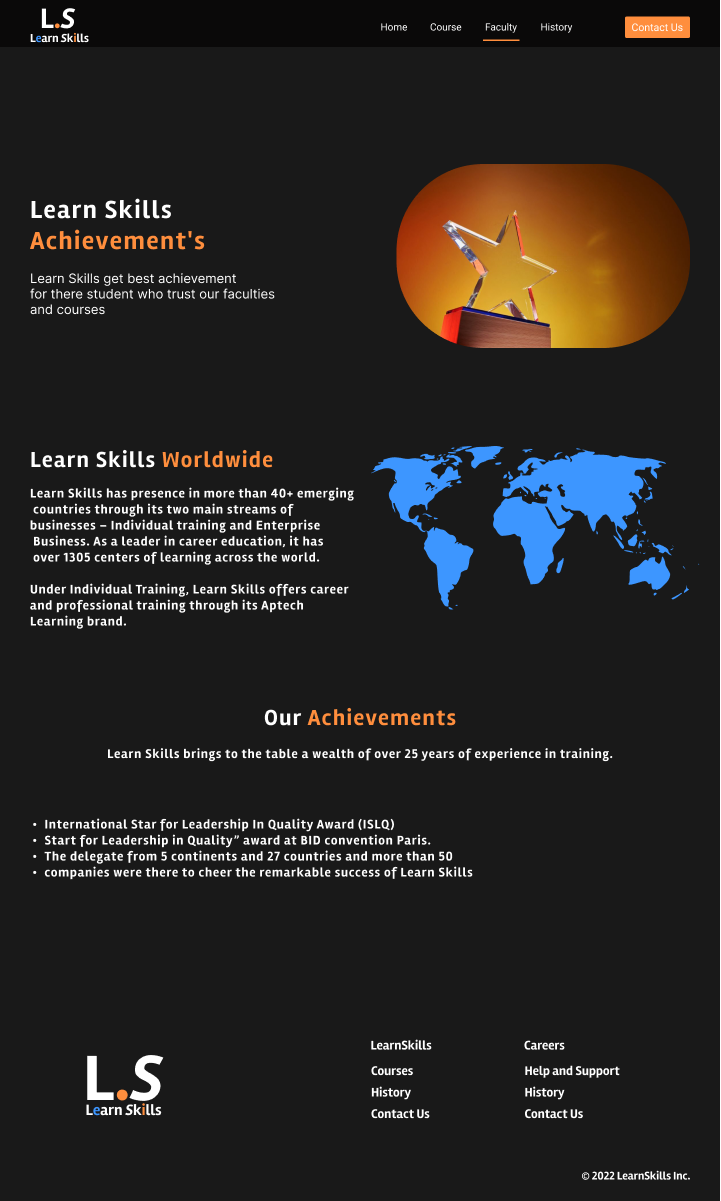 L.S
Learn Skills
Home Course Faculty History Contact Us
Learn Skills
Achievement's
Learn Skills get best achievement
for there student who trust our faculties
and courses
Learn Skills Worldwide
Learn Skills has presence in more than 40+ emerging
countries through its two main streams of
businesses – Individual training and Enterprise
Business. As a leader in career education, it has
over 1305 centers of learning across the world.
Under Individual Training, Learn Skills offers career
and professional training through its Aptech
Learning brand.
Our Achievements
Learn Skills brings to the table a wealth of over 25 years of experience in training.
• International Star for Leadership In Quality Award (ISLQ)
• Start for Leadership in Quality” award at BID convention Paris.
• The delegate from 5 continents and 27 countries and more than 50
• companies were there to cheer the remarkable success of Learn Skills
L.S
Learn Skills
LearnSkills
Courses
History
Contact Us
Careers
Help and Support
History
Contact Us
© 2022 LearnSkills Inc.